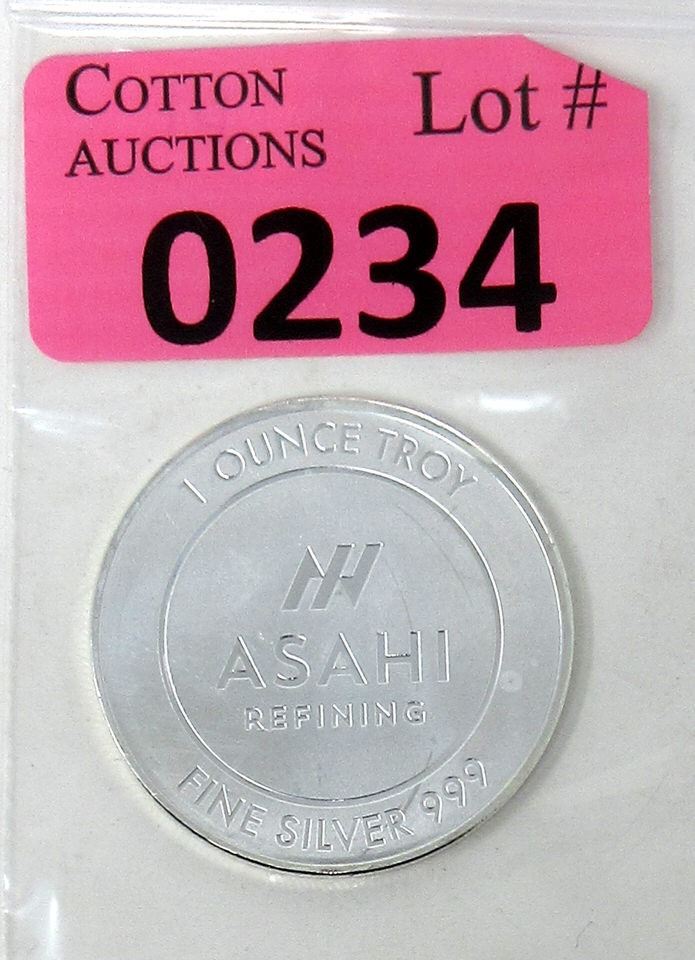 COTTON
AUCTIONS
Lot #
0234
1 OUNCE TROY
ASAHI
REFINING
FINE SILVER 999